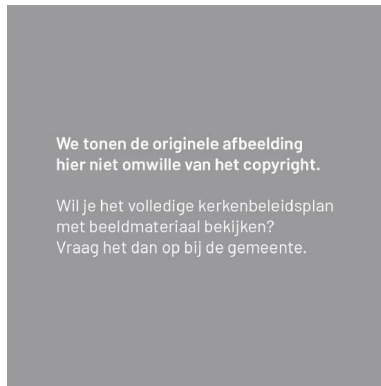 We tonen de originele afbeelding
hier niet omwille van het copyright.
Wil je het volledige kerkenbeleidsplan
met beeldmateriaal bekijken?
Vraag het dan op bij de gemeente.